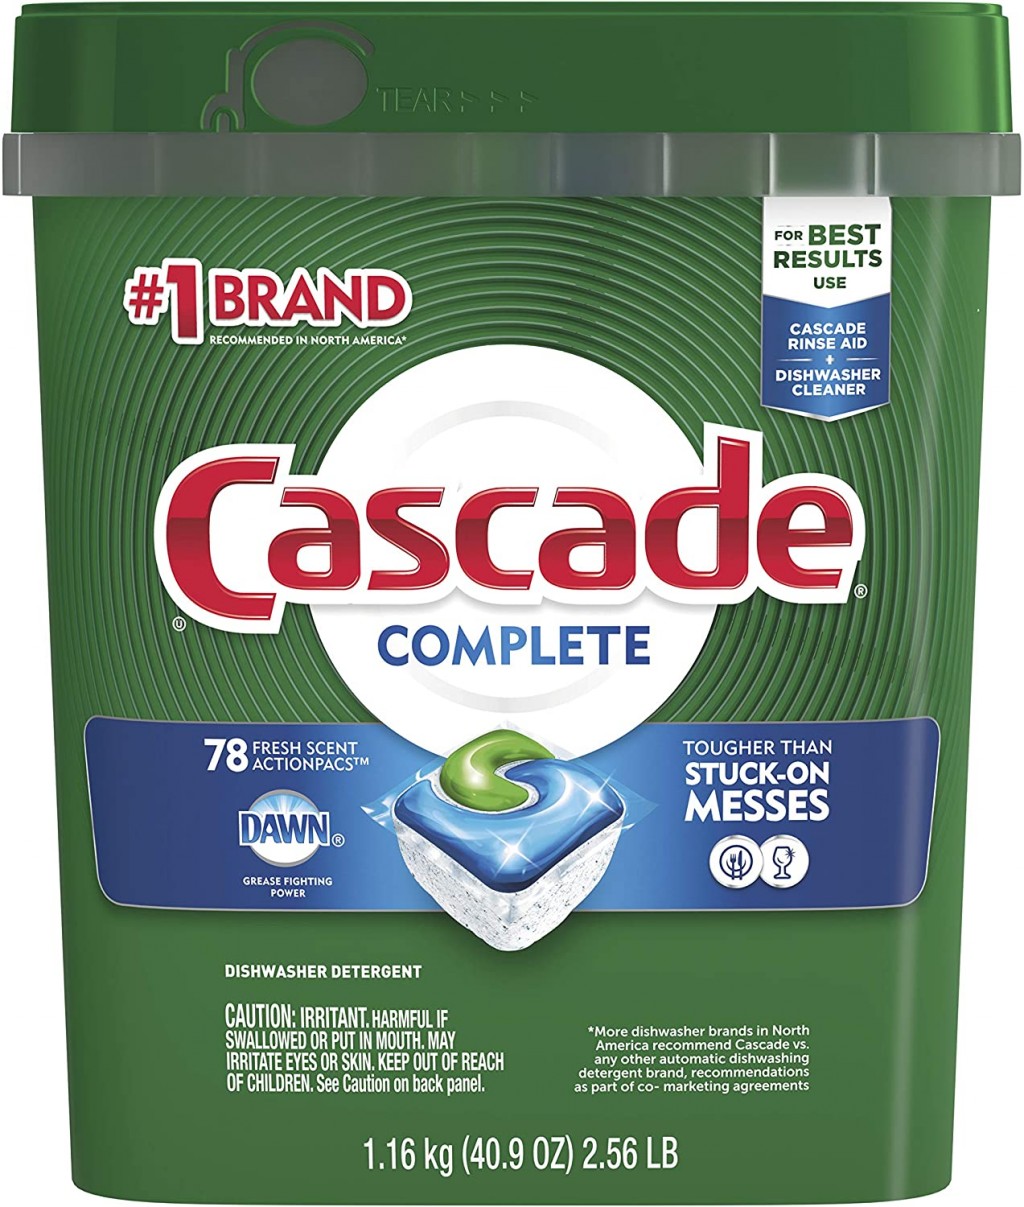 TEAR > > >
FOR BEST
RESULTS
USE
CASCADE
RINSE AID
+
DISHWASHER
CLEANER
#1 BRAND
RECOMMENDED IN NORTH AMERICA*
Cascade®
U
COMPLETE
78 FRESH SCENT
ACTIONPACS™
DAWN®
GREASE FIGHTING
POWER
TOUGHER THAN
STUCK-ON
MESSES
DISHWASHER DETERGENT
CAUTION: IRRITANT. HARMFUL IF
SWALLOWED OR PUT IN MOUTH. MAY
IRRITATE EYES OR SKIN. KEEP OUT OF REACH
OF CHILDREN. See Caution on back panel.
*More dishwasher brands in North
America recommend Cascade vs.
any other automatic dishwashing
detergent brand, recommendations
as part of co- marketing agreements
1.16 kg (40.9 OZ) 2.56 LB